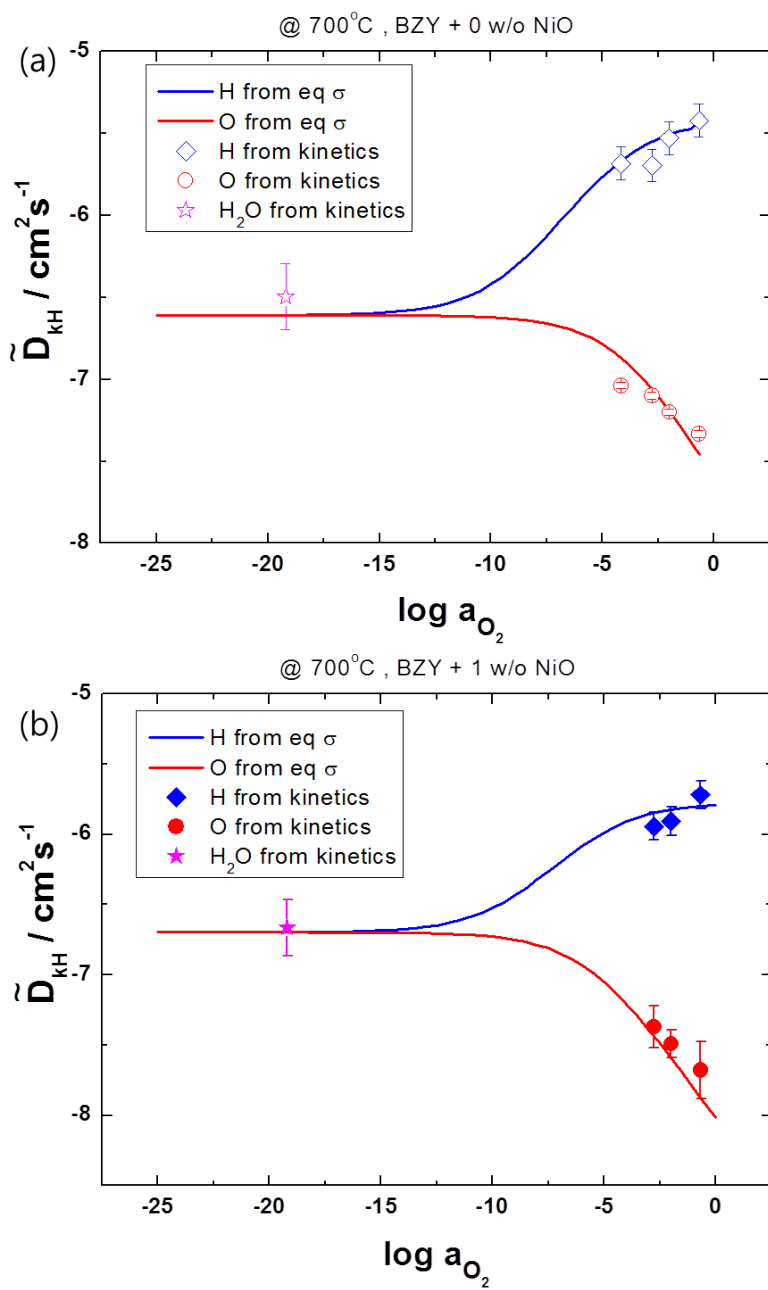 @ 700°C , BZY + 0 w/o NiO
(a)
H from eq σ
O from eq σ
H from kinetics
O from kinetics
H₂O from kinetics
D̃kH / cm²s⁻¹
-5
-6
-7
-8
-25 -20 -15 -10 -5 0
log aO₂
@ 700°C , BZY + 1 w/o NiO
(b)
H from eq σ
O from eq σ
H from kinetics
O from kinetics
H₂O from kinetics
D̃kH / cm²s⁻¹
-5
-6
-7
-8
-25 -20 -15 -10 -5 0
log aO₂